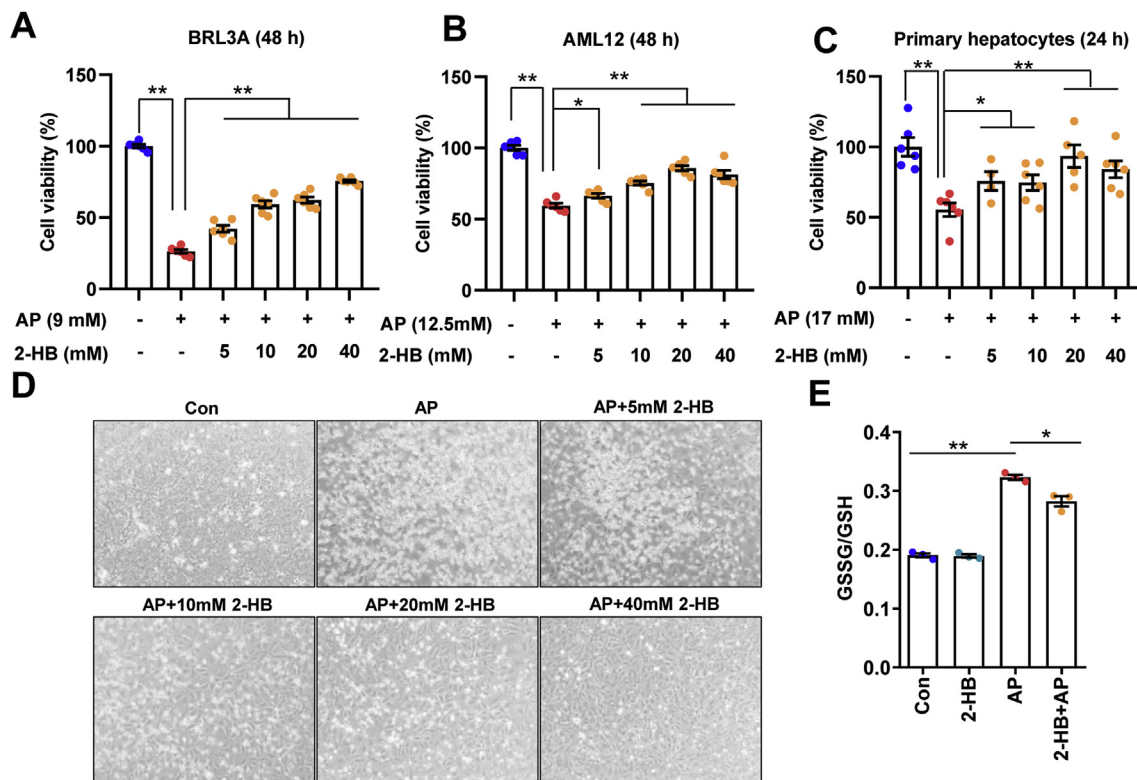 A
BRL3A (48 h)
Cell viability (%)
150
100
50
0
**
**
AP (9 mM) - + + + + +
2-HB (mM) - - 5 10 20 40
B
AML12 (48 h)
Cell viability (%)
150
100
50
0
**
**
*
AP (12.5mM) - + + + + +
2-HB (mM) - - 5 10 20 40
C
Primary hepatocytes (24 h)
Cell viability (%)
150
100
50
0
**
**
*
AP (17 mM) - + + + + +
2-HB (mM) - - 5 10 20 40
D
Con
AP
AP+5mM 2-HB
AP+10mM 2-HB
AP+20mM 2-HB
AP+40mM 2-HB
E
GSSG/GSH
0.4
0.3
0.2
0.1
0.0
**
*
Con
2-HB
AP
2-HB+AP